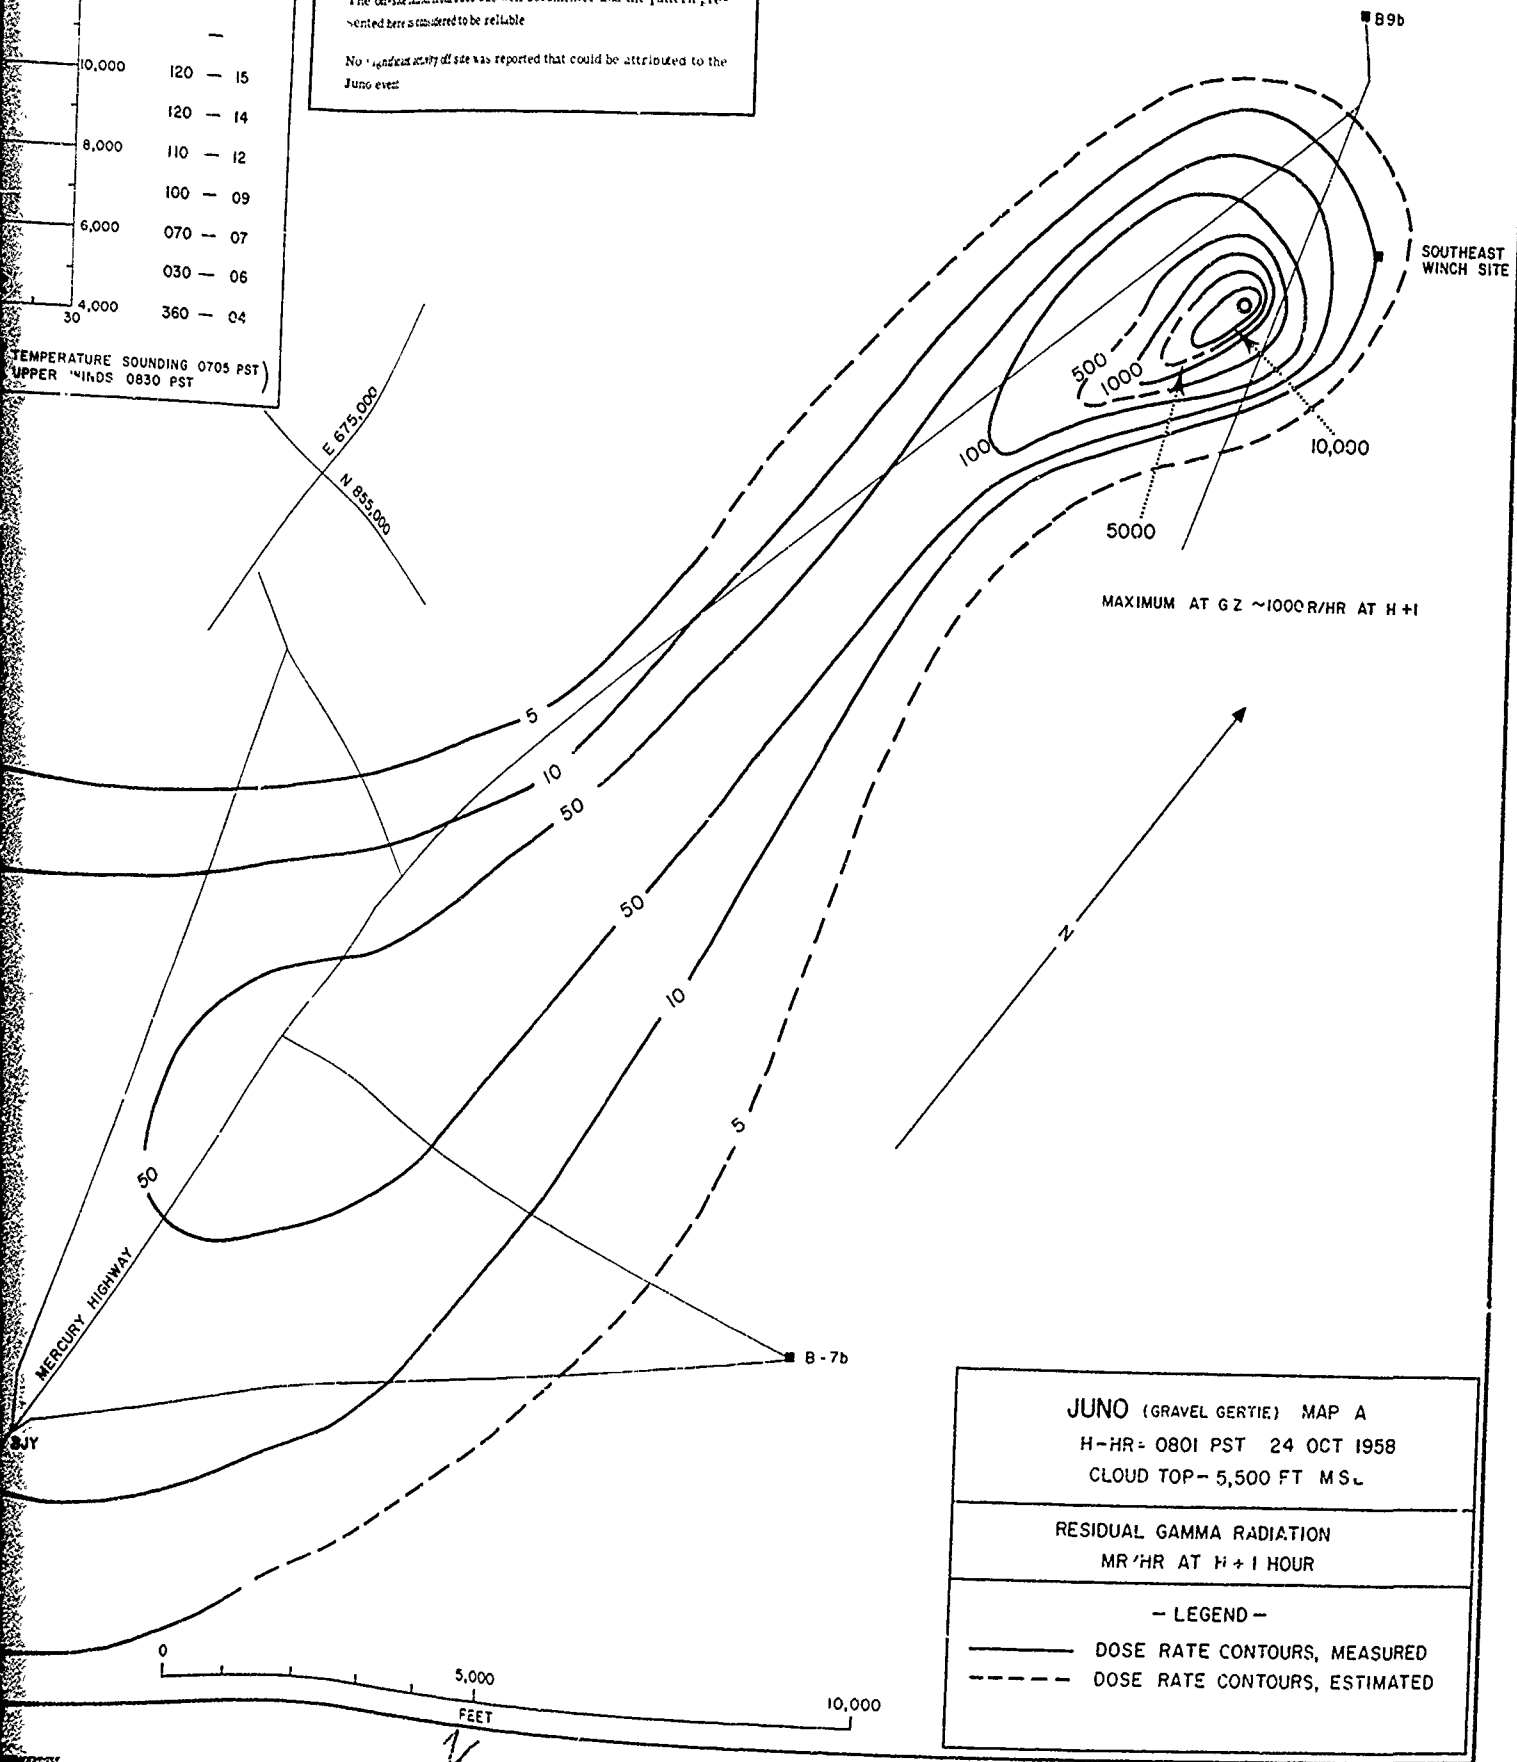 sented here is considered to be reliable
No significant activity off site was reported that could be attributed to the
Juno event
10,000
8,000
6,000
4,000
30
—
120 — 15
120 — 14
110 — 12
100 — 09
070 — 07
030 — 06
360 — 04
TEMPERATURE SOUNDING 0705 PST
UPPER WINDS 0830 PST
E 675,000
N 855,000
B9b
SOUTHEAST
WINCH SITE
500
1000
100
10,000
5000
MAXIMUM AT GZ ~1000R/HR AT H+1
5
10
50
50
10
5
50
N
MERCURY HIGHWAY
B-7b
BJY
JUNO (GRAVEL GERTIE) MAP A
H-HR= 0801 PST 24 OCT 1958
CLOUD TOP- 5,500 FT MSL
RESIDUAL GAMMA RADIATION
MR/HR AT H+1 HOUR
- LEGEND -
DOSE RATE CONTOURS, MEASURED
DOSE RATE CONTOURS, ESTIMATED
0
5,000
10,000
FEET